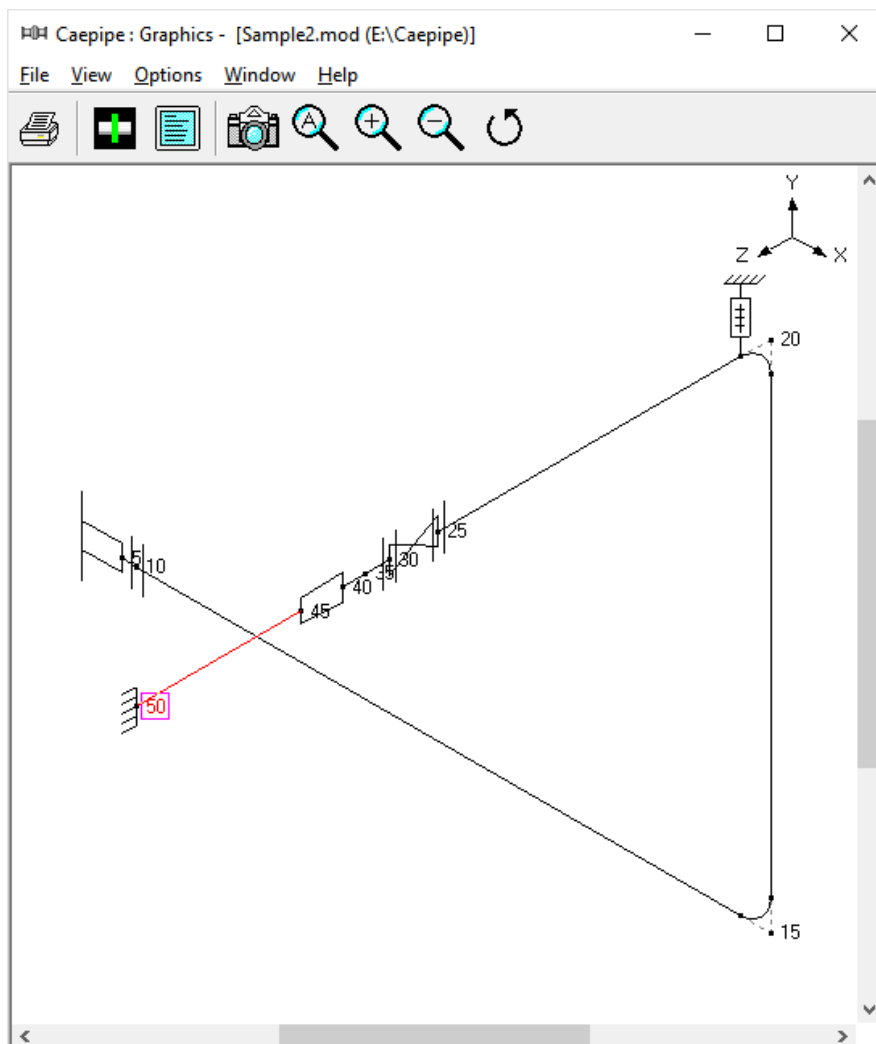 Caepipe : Graphics - [Sample2.mod (E:\Caepipe)]
File View Options Window Help
A
Y
Z X
20
25
5 10
30
35
40
45
50
15